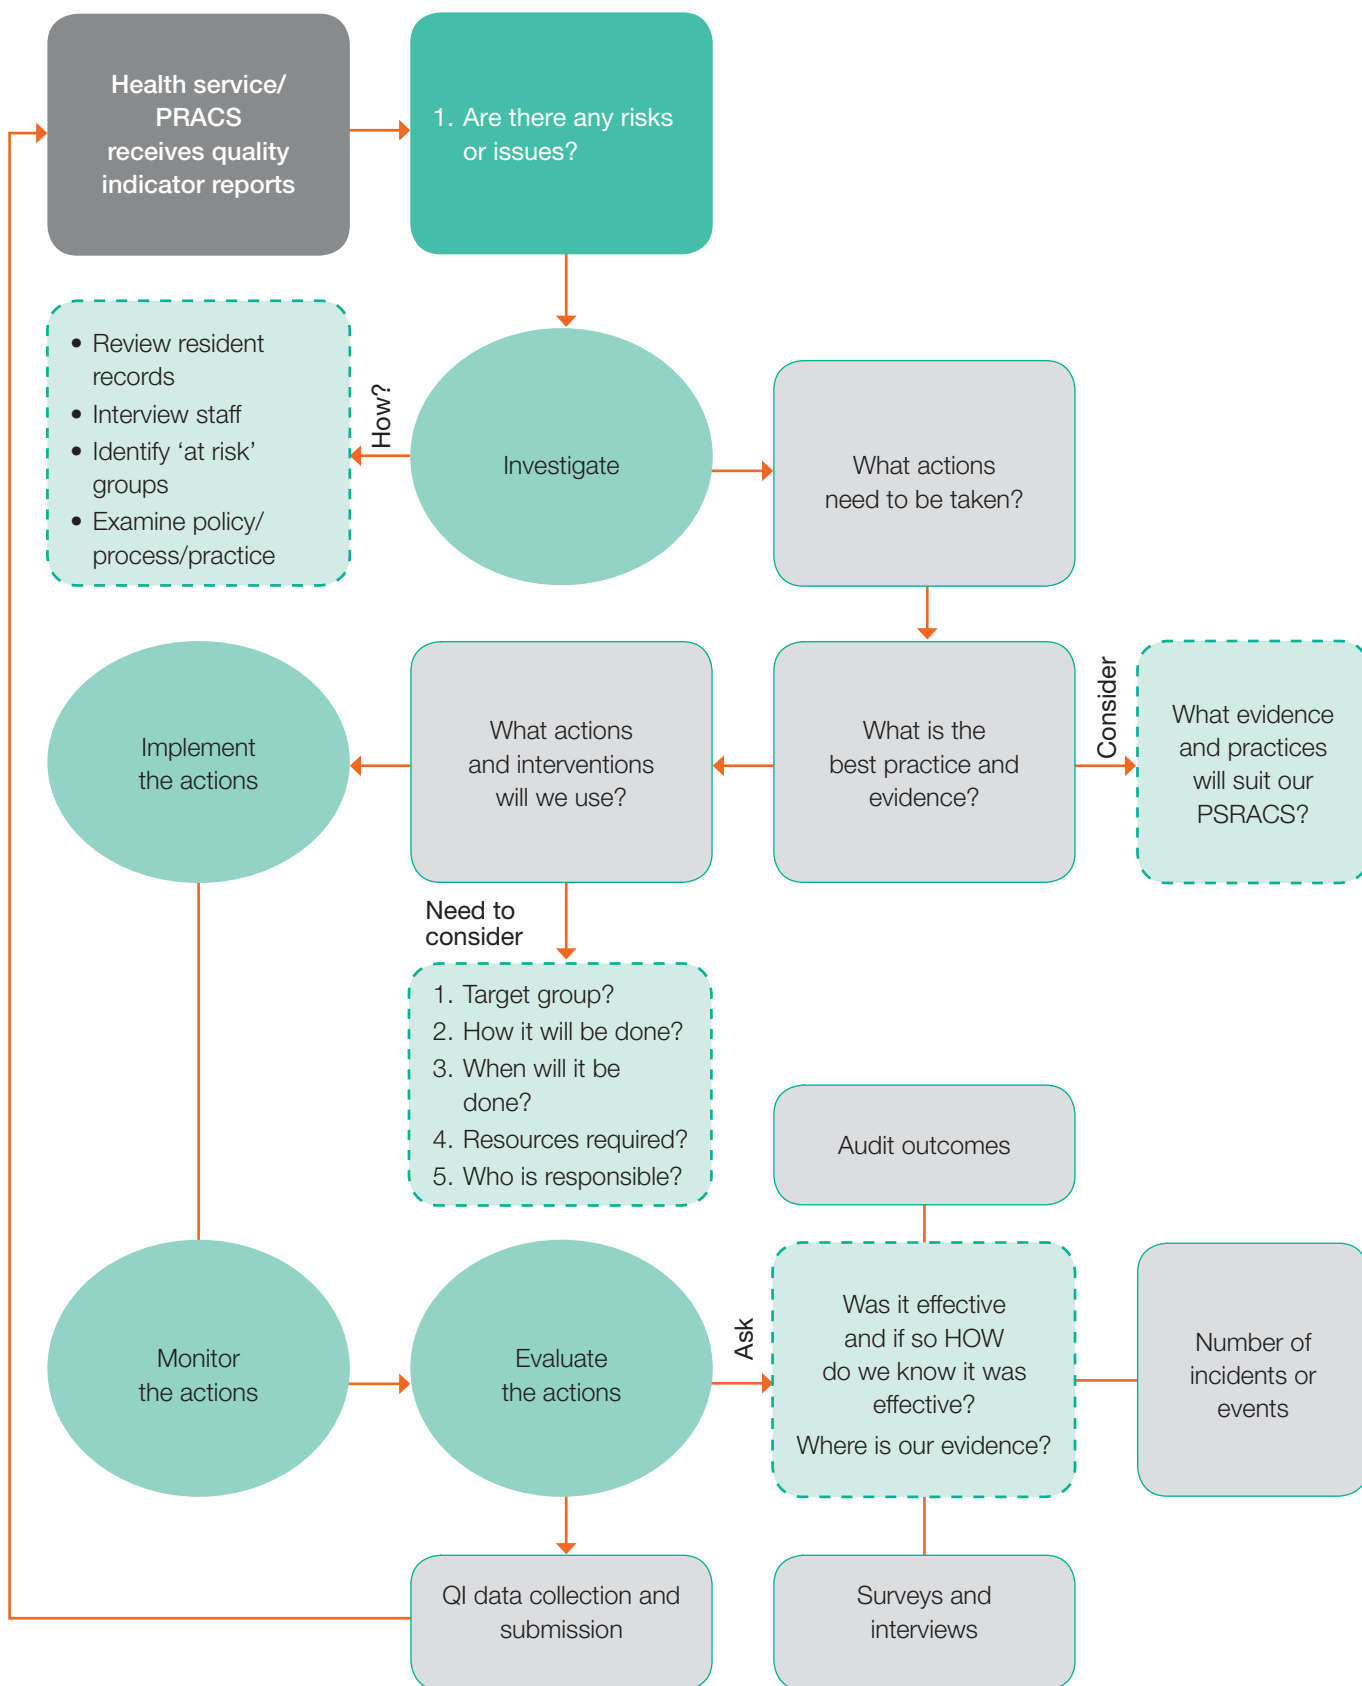 Health service/
PRACS
receives quality
indicator reports
1. Are there any risks
or issues?
• Review resident
records
• Interview staff
• Identify ‘at risk’
groups
• Examine policy/
process/practice
How?
Investigate
What actions
need to be taken?
Implement
the actions
What actions
and interventions
will we use?
What is the
best practice and
evidence?
Consider
What evidence
and practices
will suit our
PSRACS?
Need to
consider
1. Target group?
2. How it will be done?
3. When will it be
done?
4. Resources required?
5. Who is responsible?
Audit outcomes
Monitor
the actions
Evaluate
the actions
Ask
Was it effective
and if so HOW
do we know it was
effective?
Where is our evidence?
Number of
incidents or
events
QI data collection and
submission
Surveys and
interviews